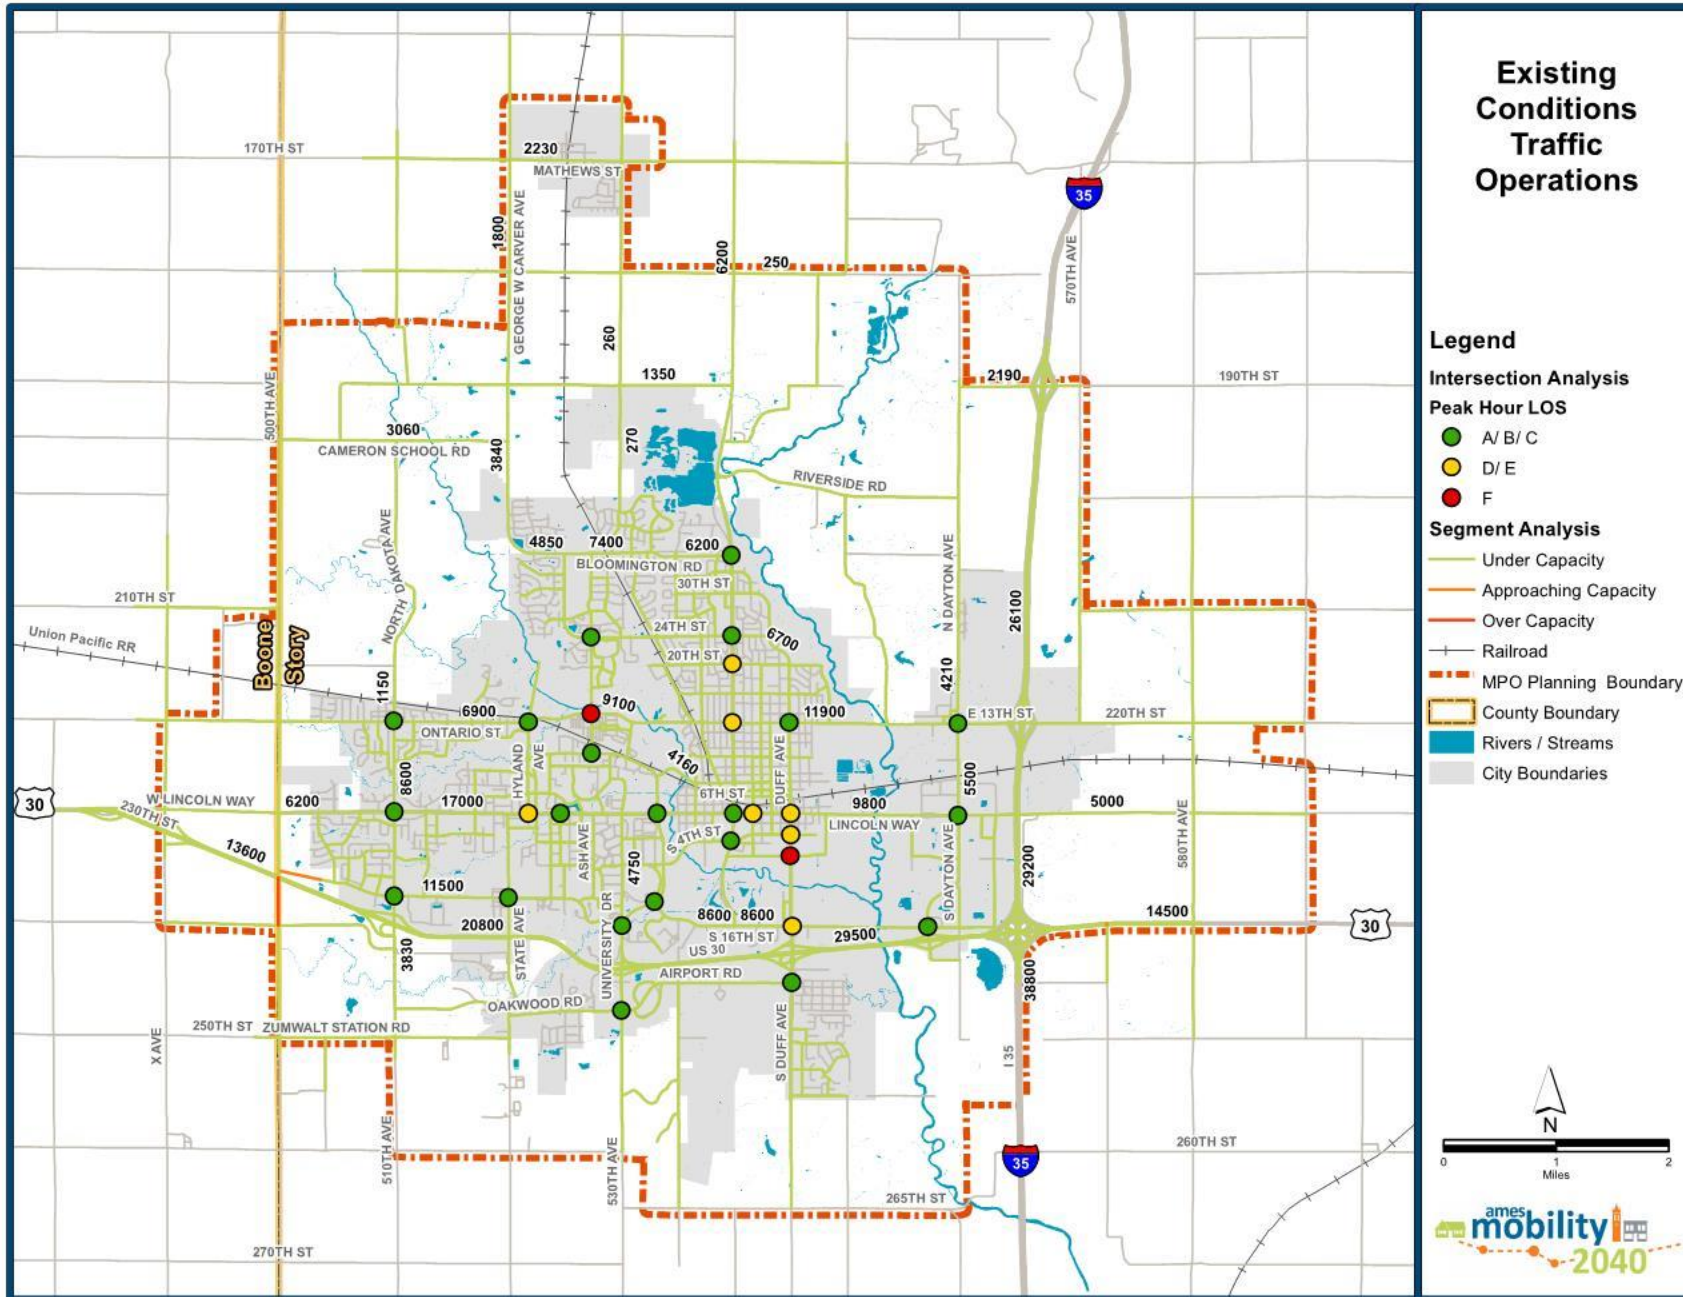 Existing
Conditions
Traffic
Operations
170TH ST
2230
MATHEWS ST
35
1800
GEORGE W CARVER AVE
6200
250
570TH AVE
260
1350
2190
190TH ST
500TH AVE
3060
CAMERON SCHOOL RD
3840
270
RIVERSIDE RD
NORTH DAKOTA AVE
4850
7400
6200
BLOOMINGTON RD
30TH ST
N DAYTON AVE
26100
210TH ST
Union Pacific RR
Boone
Story
24TH ST
6700
20TH ST
1150
4210
6900
ONTARIO ST
9100
11900
E 13TH ST
220TH ST
HYLAND
AVE
4160
DUFF AVE
8600
5500
30
W LINCOLN WAY
6200
17000
6TH ST
9800
5000
230TH ST
LINCOLN WAY
13600
S 4TH ST
ASH AVE
4750
S DAYTON AVE
29200
580TH AVE
11500
8600
8600
14500
20800
S 16TH ST
29500
30
US 30
STATE AVE
UNIVERSITY DR
3830
AIRPORT RD
38800
OAKWOOD RD
250TH ST
ZUMWALT STATION RD
X AVE
S DUFF AVE
I 35
510TH AVE
530TH AVE
35
260TH ST
265TH ST
270TH ST
Legend
Intersection Analysis
Peak Hour LOS
A/ B/ C
D/ E
F
Segment Analysis
Under Capacity
Approaching Capacity
Over Capacity
Railroad
MPO Planning Boundary
County Boundary
Rivers / Streams
City Boundaries
N
0 1 2
Miles
ames
mobility
2040